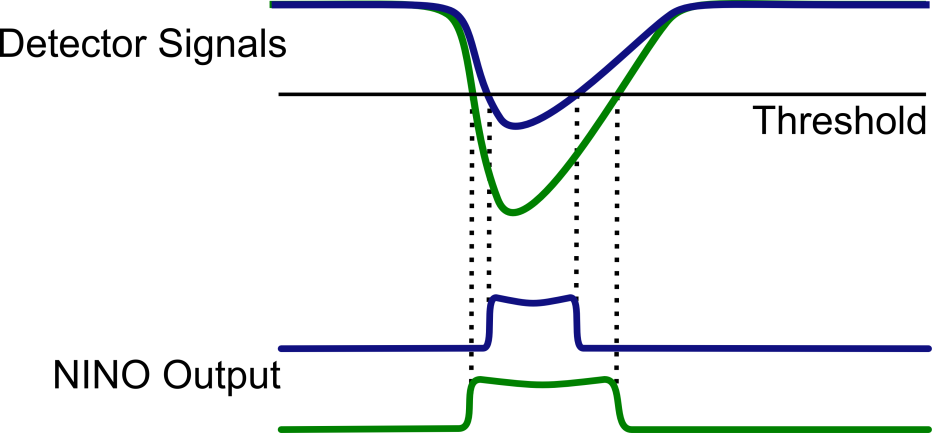 Detector Signals
Threshold
NINO Output